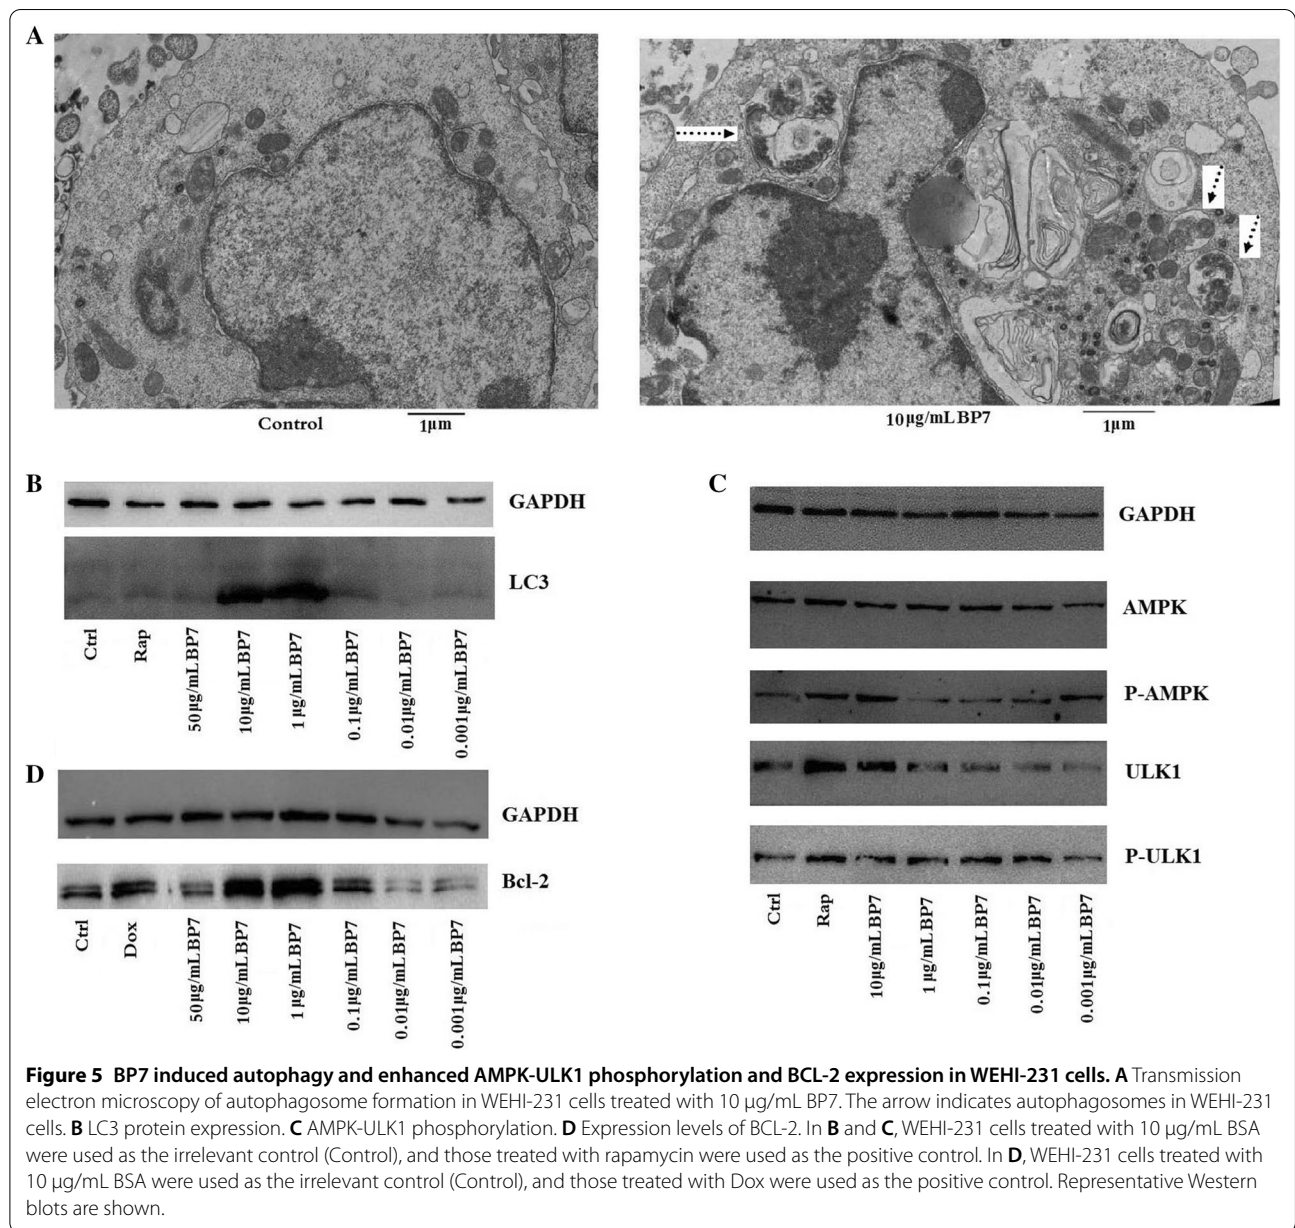 A
Control
1µm
10µg/mL BP7
1µm
B
GAPDH
LC3
Ctrl
Rap
50µg/mL BP7
10µg/mL BP7
1µg/mL BP7
0.1µg/mL BP7
0.01µg/mL BP7
0.001µg/mL BP7
C
GAPDH
AMPK
P-AMPK
ULK1
P-ULK1
Ctrl
Rap
10µg/mL BP7
1µg/mL BP7
0.1µg/mL BP7
0.01µg/mL BP7
0.001µg/mL BP7
D
GAPDH
Bcl-2
Ctrl
Dox
50µg/mL BP7
10µg/mL BP7
1µg/mL BP7
0.1µg/mL BP7
0.01µg/mL BP7
0.001µg/mL BP7
Figure 5 BP7 induced autophagy and enhanced AMPK-ULK1 phosphorylation and BCL-2 expression in WEHI-231 cells. A Transmission
electron microscopy of autophagosome formation in WEHI-231 cells treated with 10 µg/mL BP7. The arrow indicates autophagosomes in WEHI-231
cells. B LC3 protein expression. C AMPK-ULK1 phosphorylation. D Expression levels of BCL-2. In B and C, WEHI-231 cells treated with 10 µg/mL BSA
were used as the irrelevant control (Control), and those treated with rapamycin were used as the positive control. In D, WEHI-231 cells treated with
10 µg/mL BSA were used as the irrelevant control (Control), and those treated with Dox were used as the positive control. Representative Western
blots are shown.